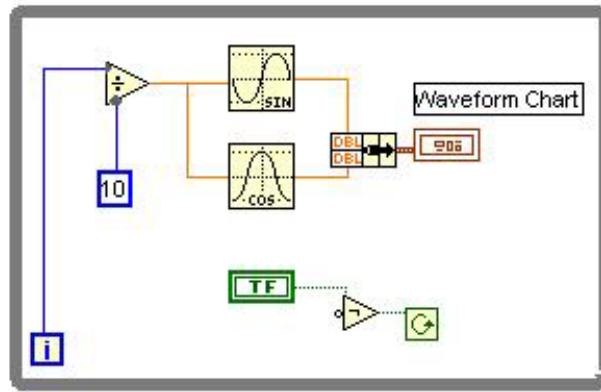 ÷
SIN
Waveform Chart
DBL
DBL
10
COS
TF
i